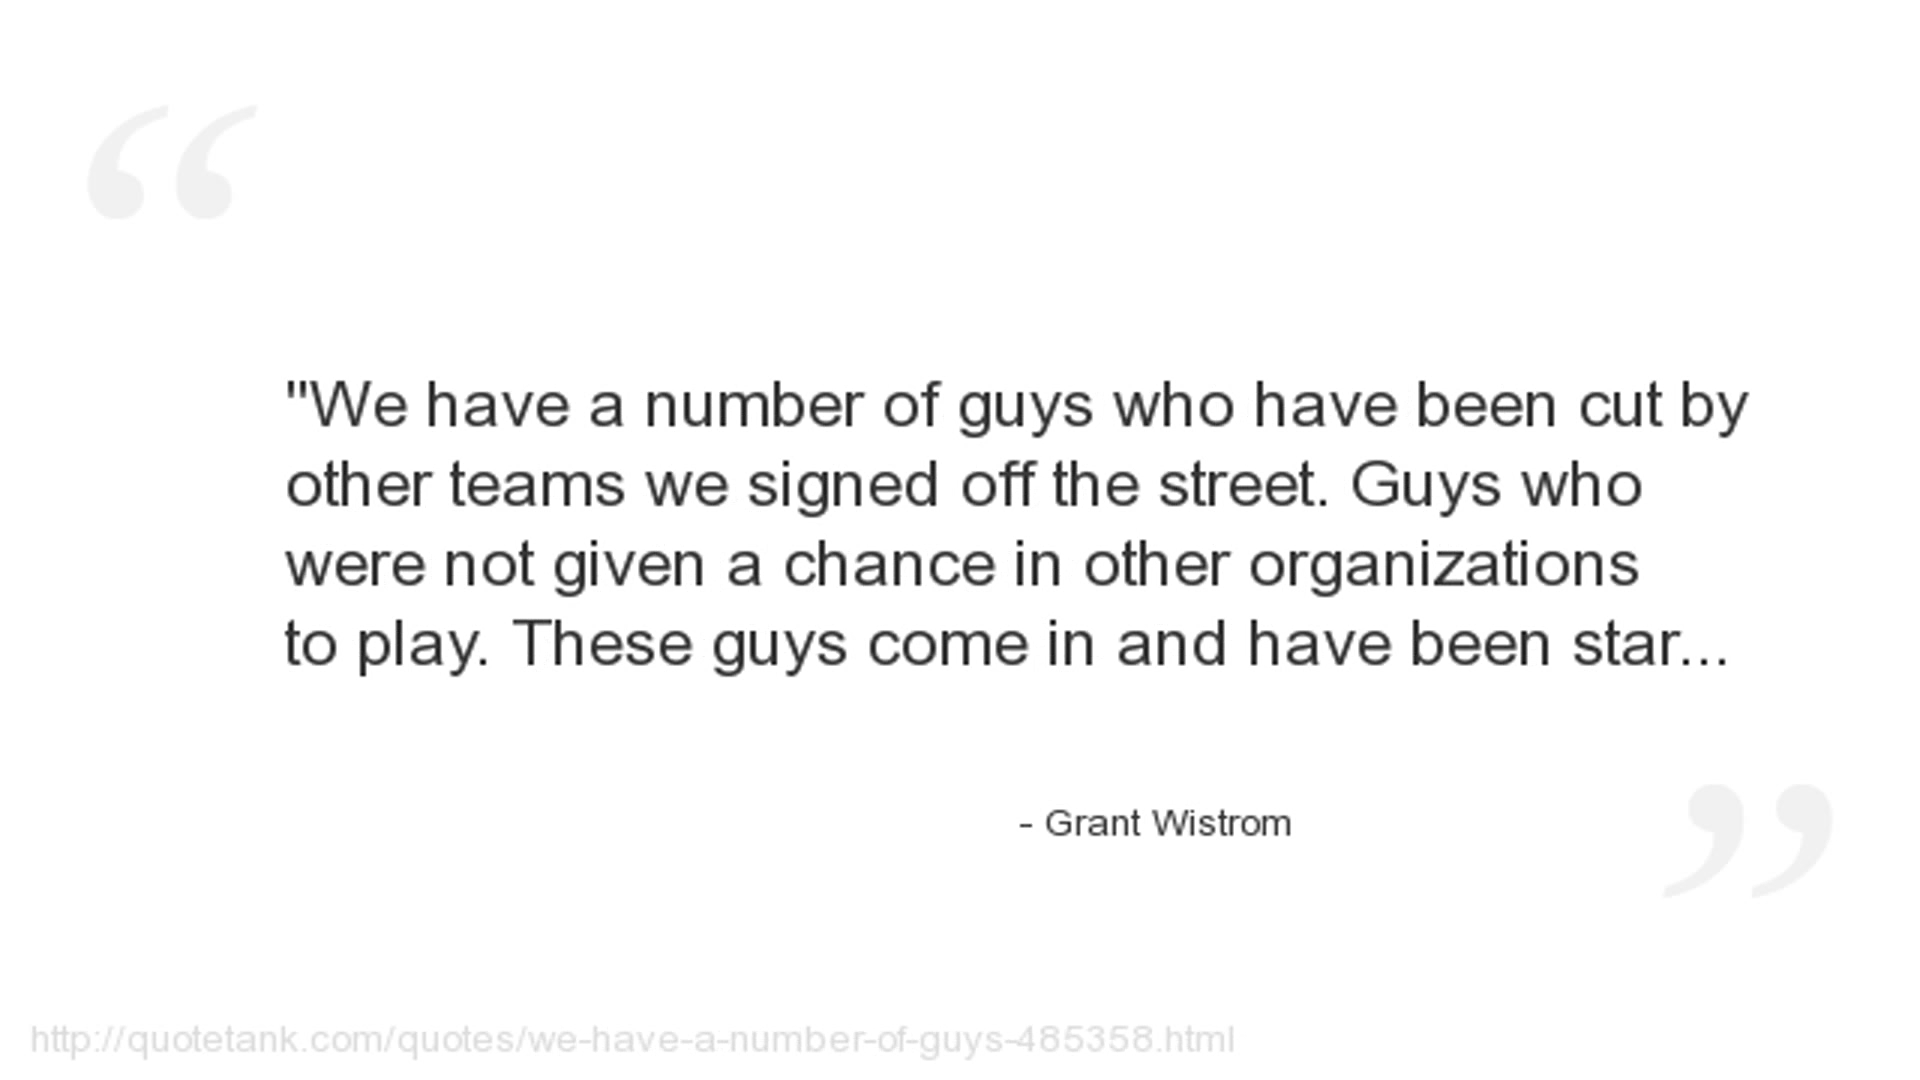 "We have a number of guys who have been cut by
other teams we signed off the street. Guys who
were not given a chance in other organizations
to play. These guys come in and have been star...
- Grant Wistrom
http://quotetank.com/quotes/we-have-a-number-of-guys-485358.html